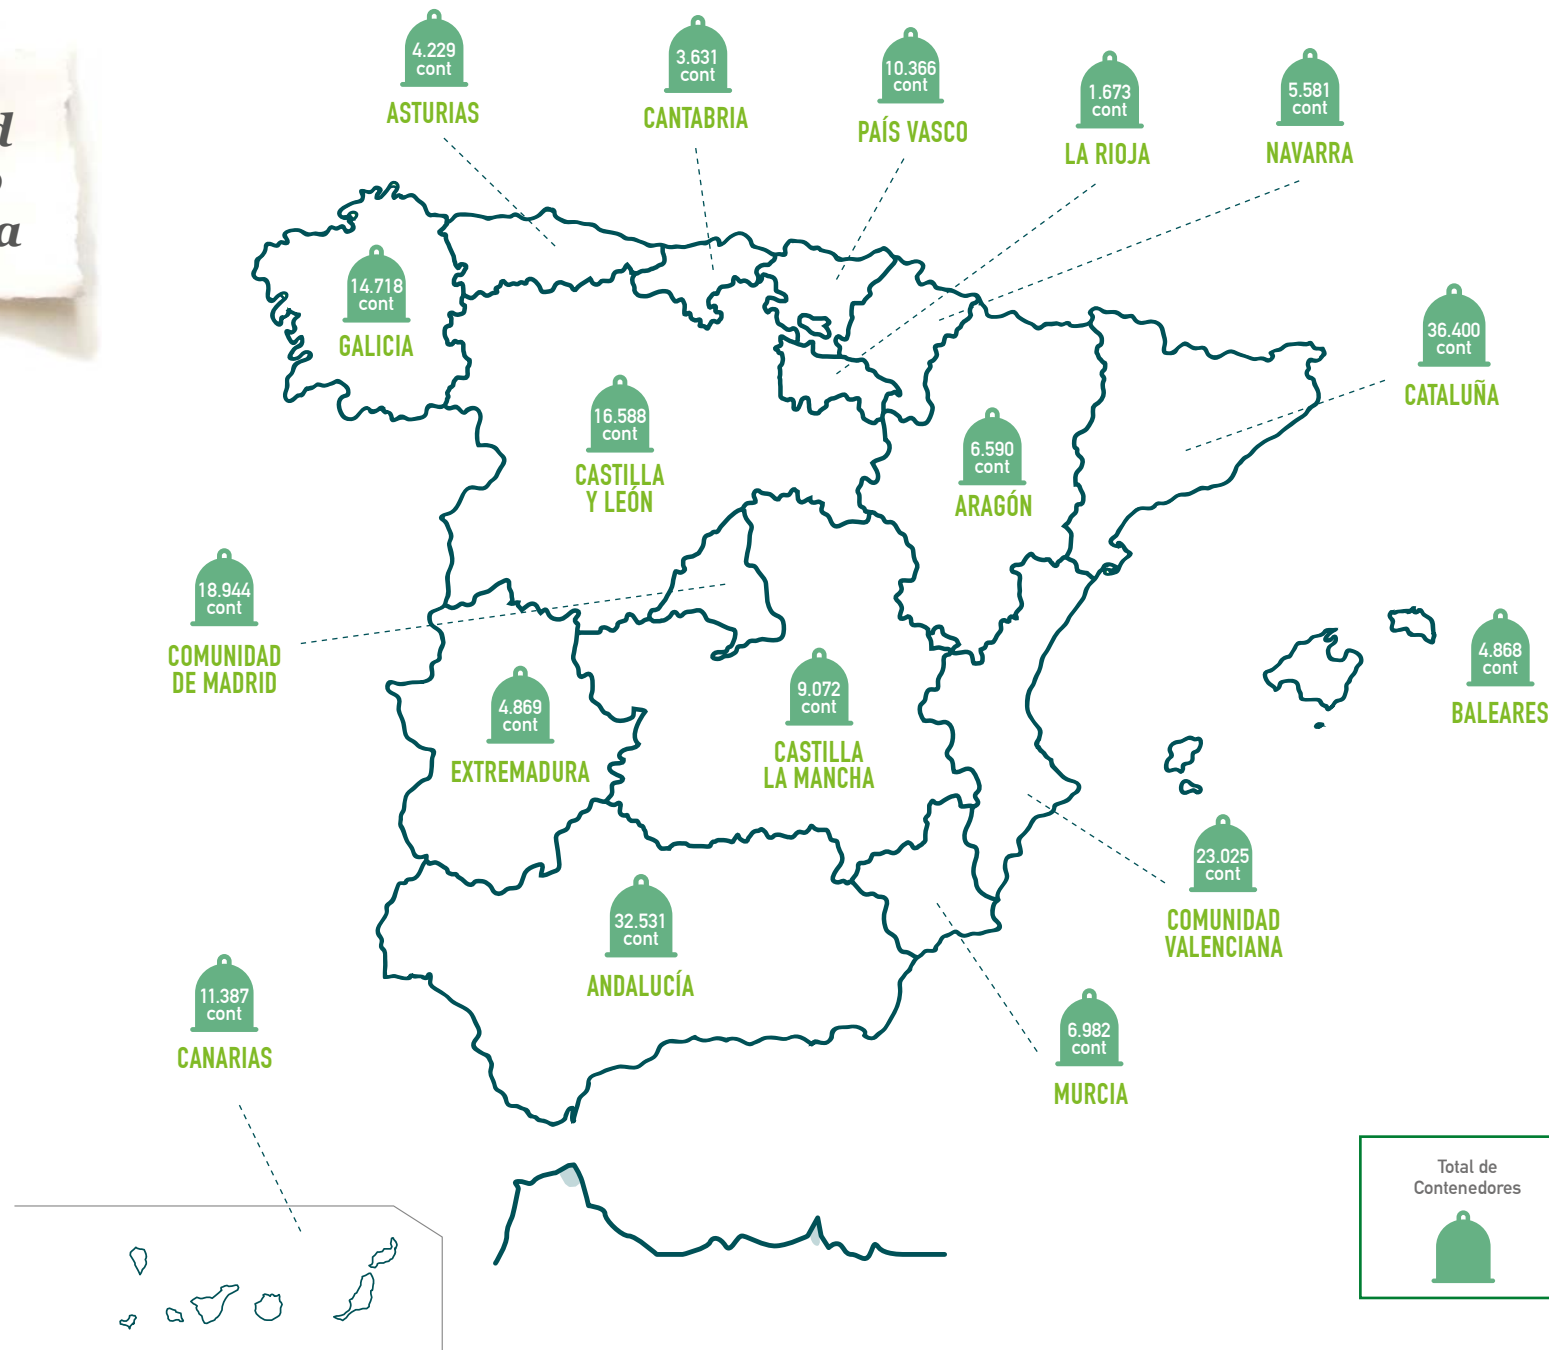 4.229
cont
ASTURIAS
3.631
cont
CANTABRIA
10.366
cont
PAÍS VASCO
1.673
cont
LA RIOJA
5.581
cont
NAVARRA
14.718
cont
GALICIA
36.400
cont
CATALUÑA
16.588
cont
CASTILLA
Y LEÓN
6.590
cont
ARAGÓN
18.944
cont
COMUNIDAD
DE MADRID
4.869
cont
EXTREMADURA
9.072
cont
CASTILLA
LA MANCHA
4.868
cont
BALEARES
23.025
cont
COMUNIDAD
VALENCIANA
32.531
cont
ANDALUCÍA
11.387
cont
CANARIAS
6.982
cont
MURCIA
Total de
Contenedores